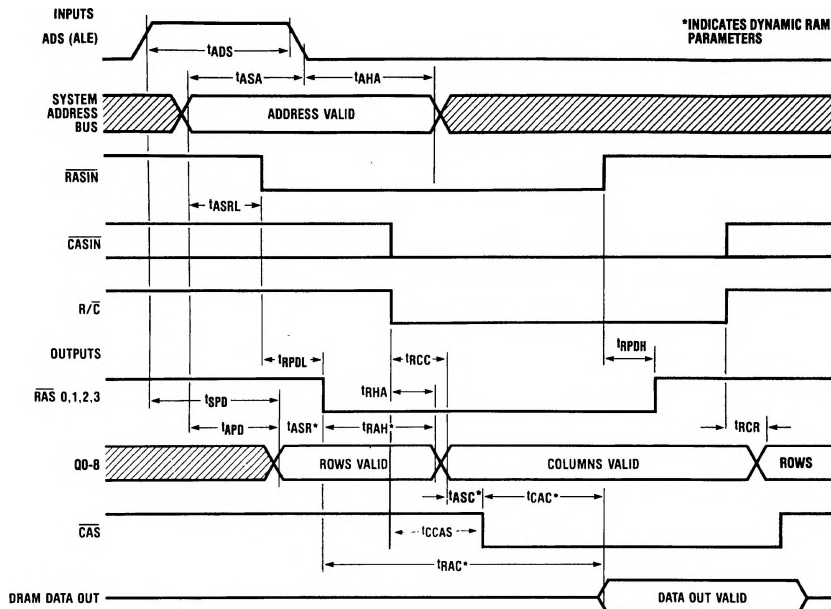 INPUTS
*INDICATES DYNAMIC RAM
PARAMETERS
ADS (ALE)
tADS
tASA
tAHA
SYSTEM
ADDRESS
BUS
ADDRESS VALID
RASIN
tASRL
CASIN
R/C
OUTPUTS
tRPDL
tRCC
tRPDH
RAS 0,1,2,3
tRHA
tSPD
tRCR
tAPD
tASR*
tRAH*
Q0-8
ROWS VALID
COLUMNS VALID
ROWS
tASC*
tCAC*
CAS
tCCAS
tRAC*
DRAM DATA OUT
DATA OUT VALID